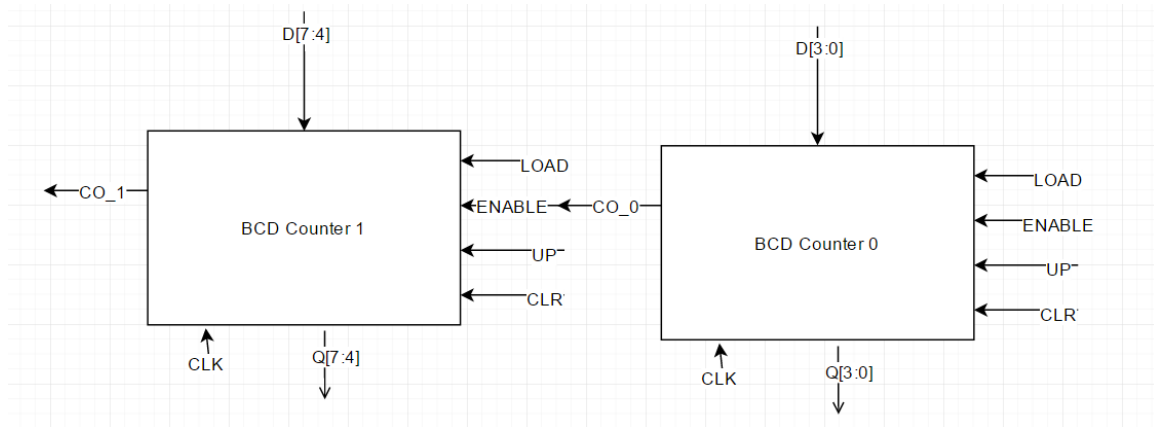 D[7:4]
LOAD
CO_1
ENABLE
CO_0
BCD Counter 1
UP
CLR
CLK
Q[7:4]
D[3:0]
LOAD
ENABLE
BCD Counter 0
UP
CLR
CLK
Q[3:0]